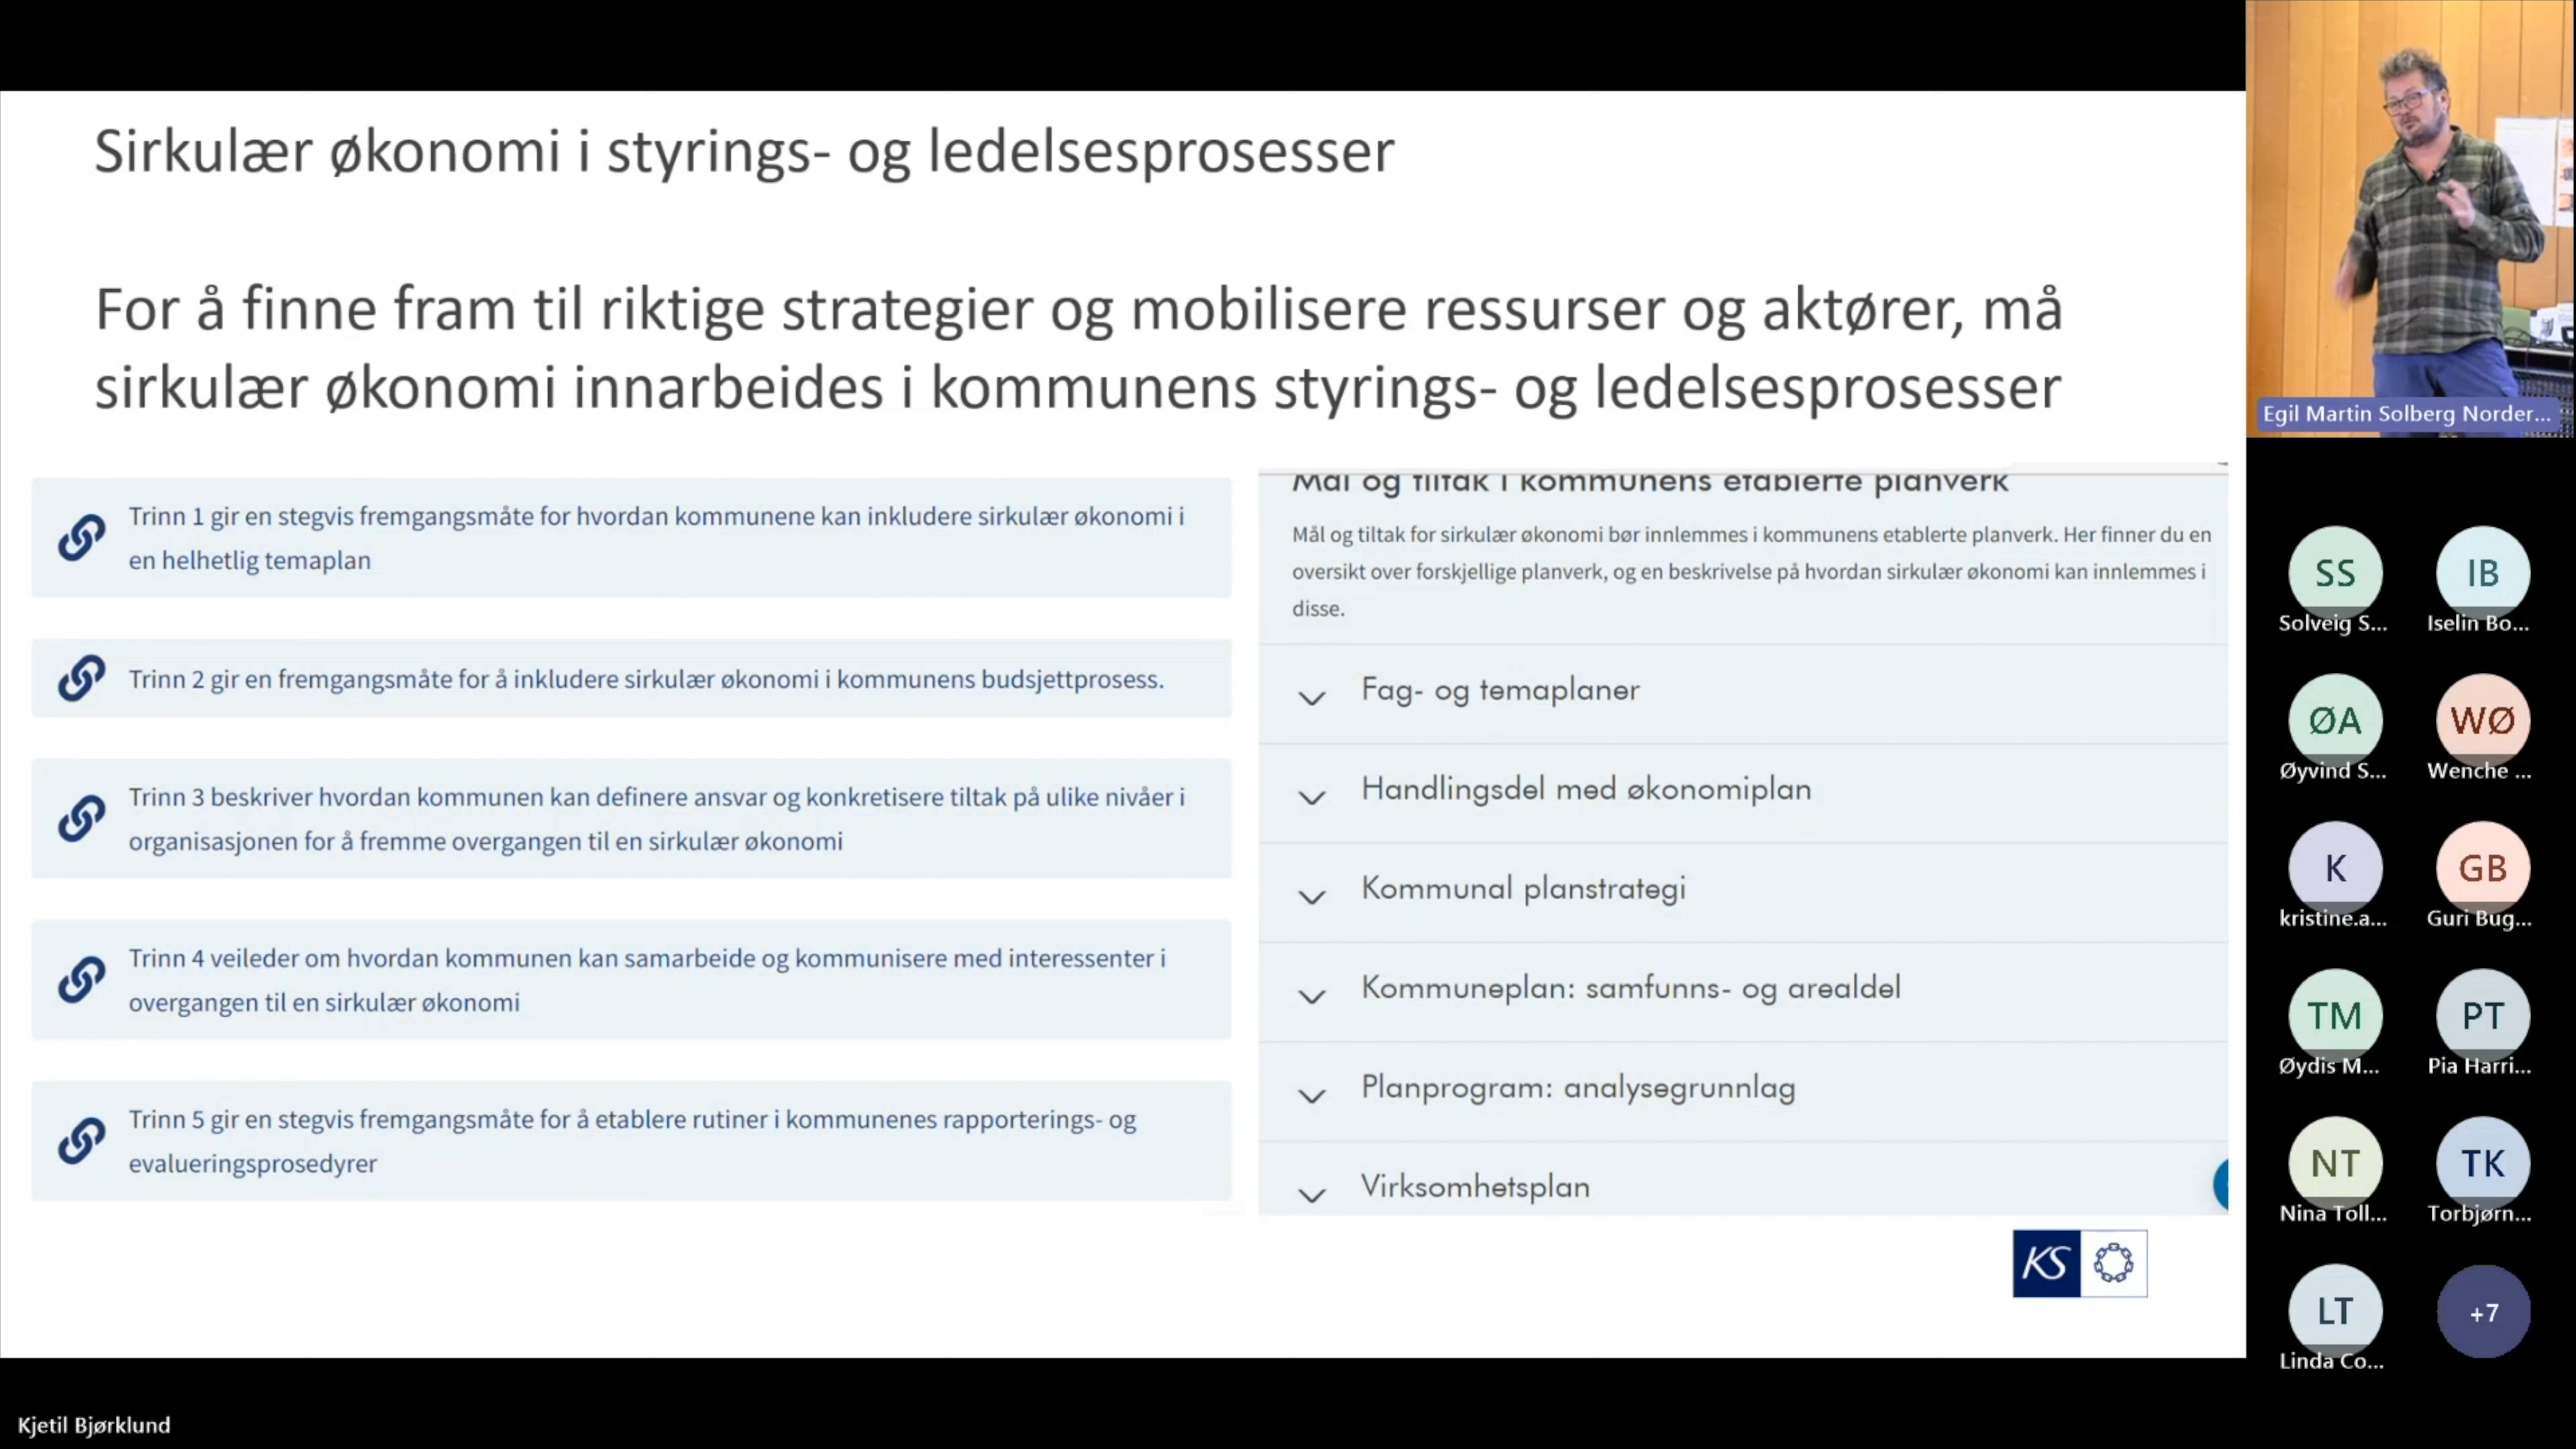 Sirkulær økonomi i styrings- og ledelsesprosesser
For å finne fram til riktige strategier og mobilisere ressurser og aktører, må
sirkulær økonomi innarbeides i kommunens styrings- og ledelsesprosesser
Trinn 1 gir en stegvis fremgangsmåte for hvordan kommunene kan inkludere sirkulær økonomi i
en helhetlig temaplan
Trinn 2 gir en fremgangsmåte for å inkludere sirkulær økonomi i kommunens budsjettprosess.
Trinn 3 beskriver hvordan kommunen kan definere ansvar og konkretisere tiltak på ulike nivåer i
organisasjonen for å fremme overgangen til en sirkulær økonomi
Trinn 4 veileder om hvordan kommunen kan samarbeide og kommunisere med interessenter i
overgangen til en sirkulær økonomi
Trinn 5 gir en stegvis fremgangsmåte for å etablere rutiner i kommunenes rapporterings- og
evalueringsprosedyrer
Mål og tiltak i kommunens etablerte planverk
Mål og tiltak for sirkulær økonomi bør innlemmes i kommunens etablerte planverk. Her finner du en
oversikt over forskjellige planverk, og en beskrivelse på hvordan sirkulær økonomi kan innlemmes i
disse.
Fag- og temaplaner
Handlingsdel med økonomiplan
Kommunal planstrategi
Kommuneplan: samfunns- og arealdel
Planprogram: analysegrunnlag
Virksomhetsplan
KS
Egil Martin Solberg Norder...
SS
Solveig S...
IB
Iselin Bo...
ØA
Øyvind S...
WØ
Wenche ...
K
kristine.a...
GB
Guri Bug...
TM
Øydis M...
PT
Pia Harri...
NT
Nina Toll...
TK
Torbjørn...
LT
Linda Co...
+7
Kjetil Bjørklund